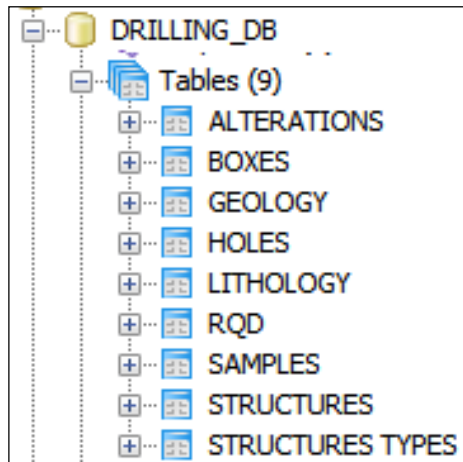 DRILLING_DB
Tables (9)
ALTERATIONS
BOXES
GEOLOGY
HOLES
LITHOLOGY
RQD
SAMPLES
STRUCTURES
STRUCTURES TYPES